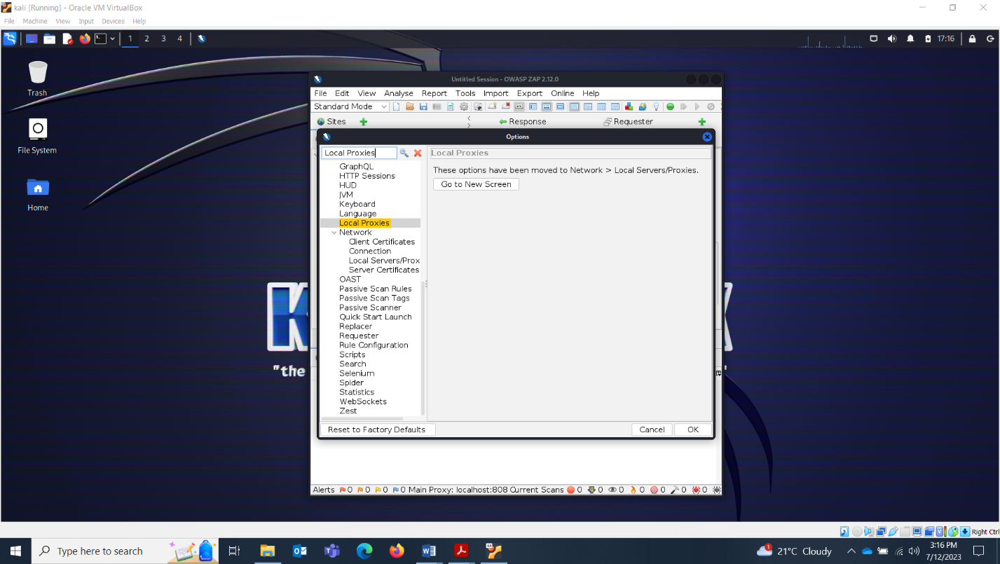 kali [Running] - Oracle VM VirtualBox
File Machine View Input Devices Help
1 2 3 4 17:16
Trash
File System
Home
Untitled Session - OWASP ZAP 2.12.0
File Edit View Analyse Report Tools Import Export Online Help
Standard Mode
Sites Response Requester
Options
Local Proxies
GraphQL
HTTP Sessions
HUD
JVM
Keyboard
Language
Local Proxies
Network
Client Certificates
Connection
Local Servers/Prox
Server Certificates
OAST
Passive Scan Rules
Passive Scan Tags
Passive Scanner
Quick Start Launch
Replacer
Requester
Rule Configuration
Scripts
Search
Selenium
Spider
Statistics
WebSockets
Zest
Local Proxies
These options have been moved to Network > Local Servers/Proxies.
Go to New Screen
Reset to Factory Defaults Cancel OK
"the
Alerts 0 0 0 0 Main Proxy: localhost:808 Current Scans 0 0 0 0 0 0 0
Right Ctrl
Type here to search
1 21°C Cloudy
3:16 PM
7/12/2023